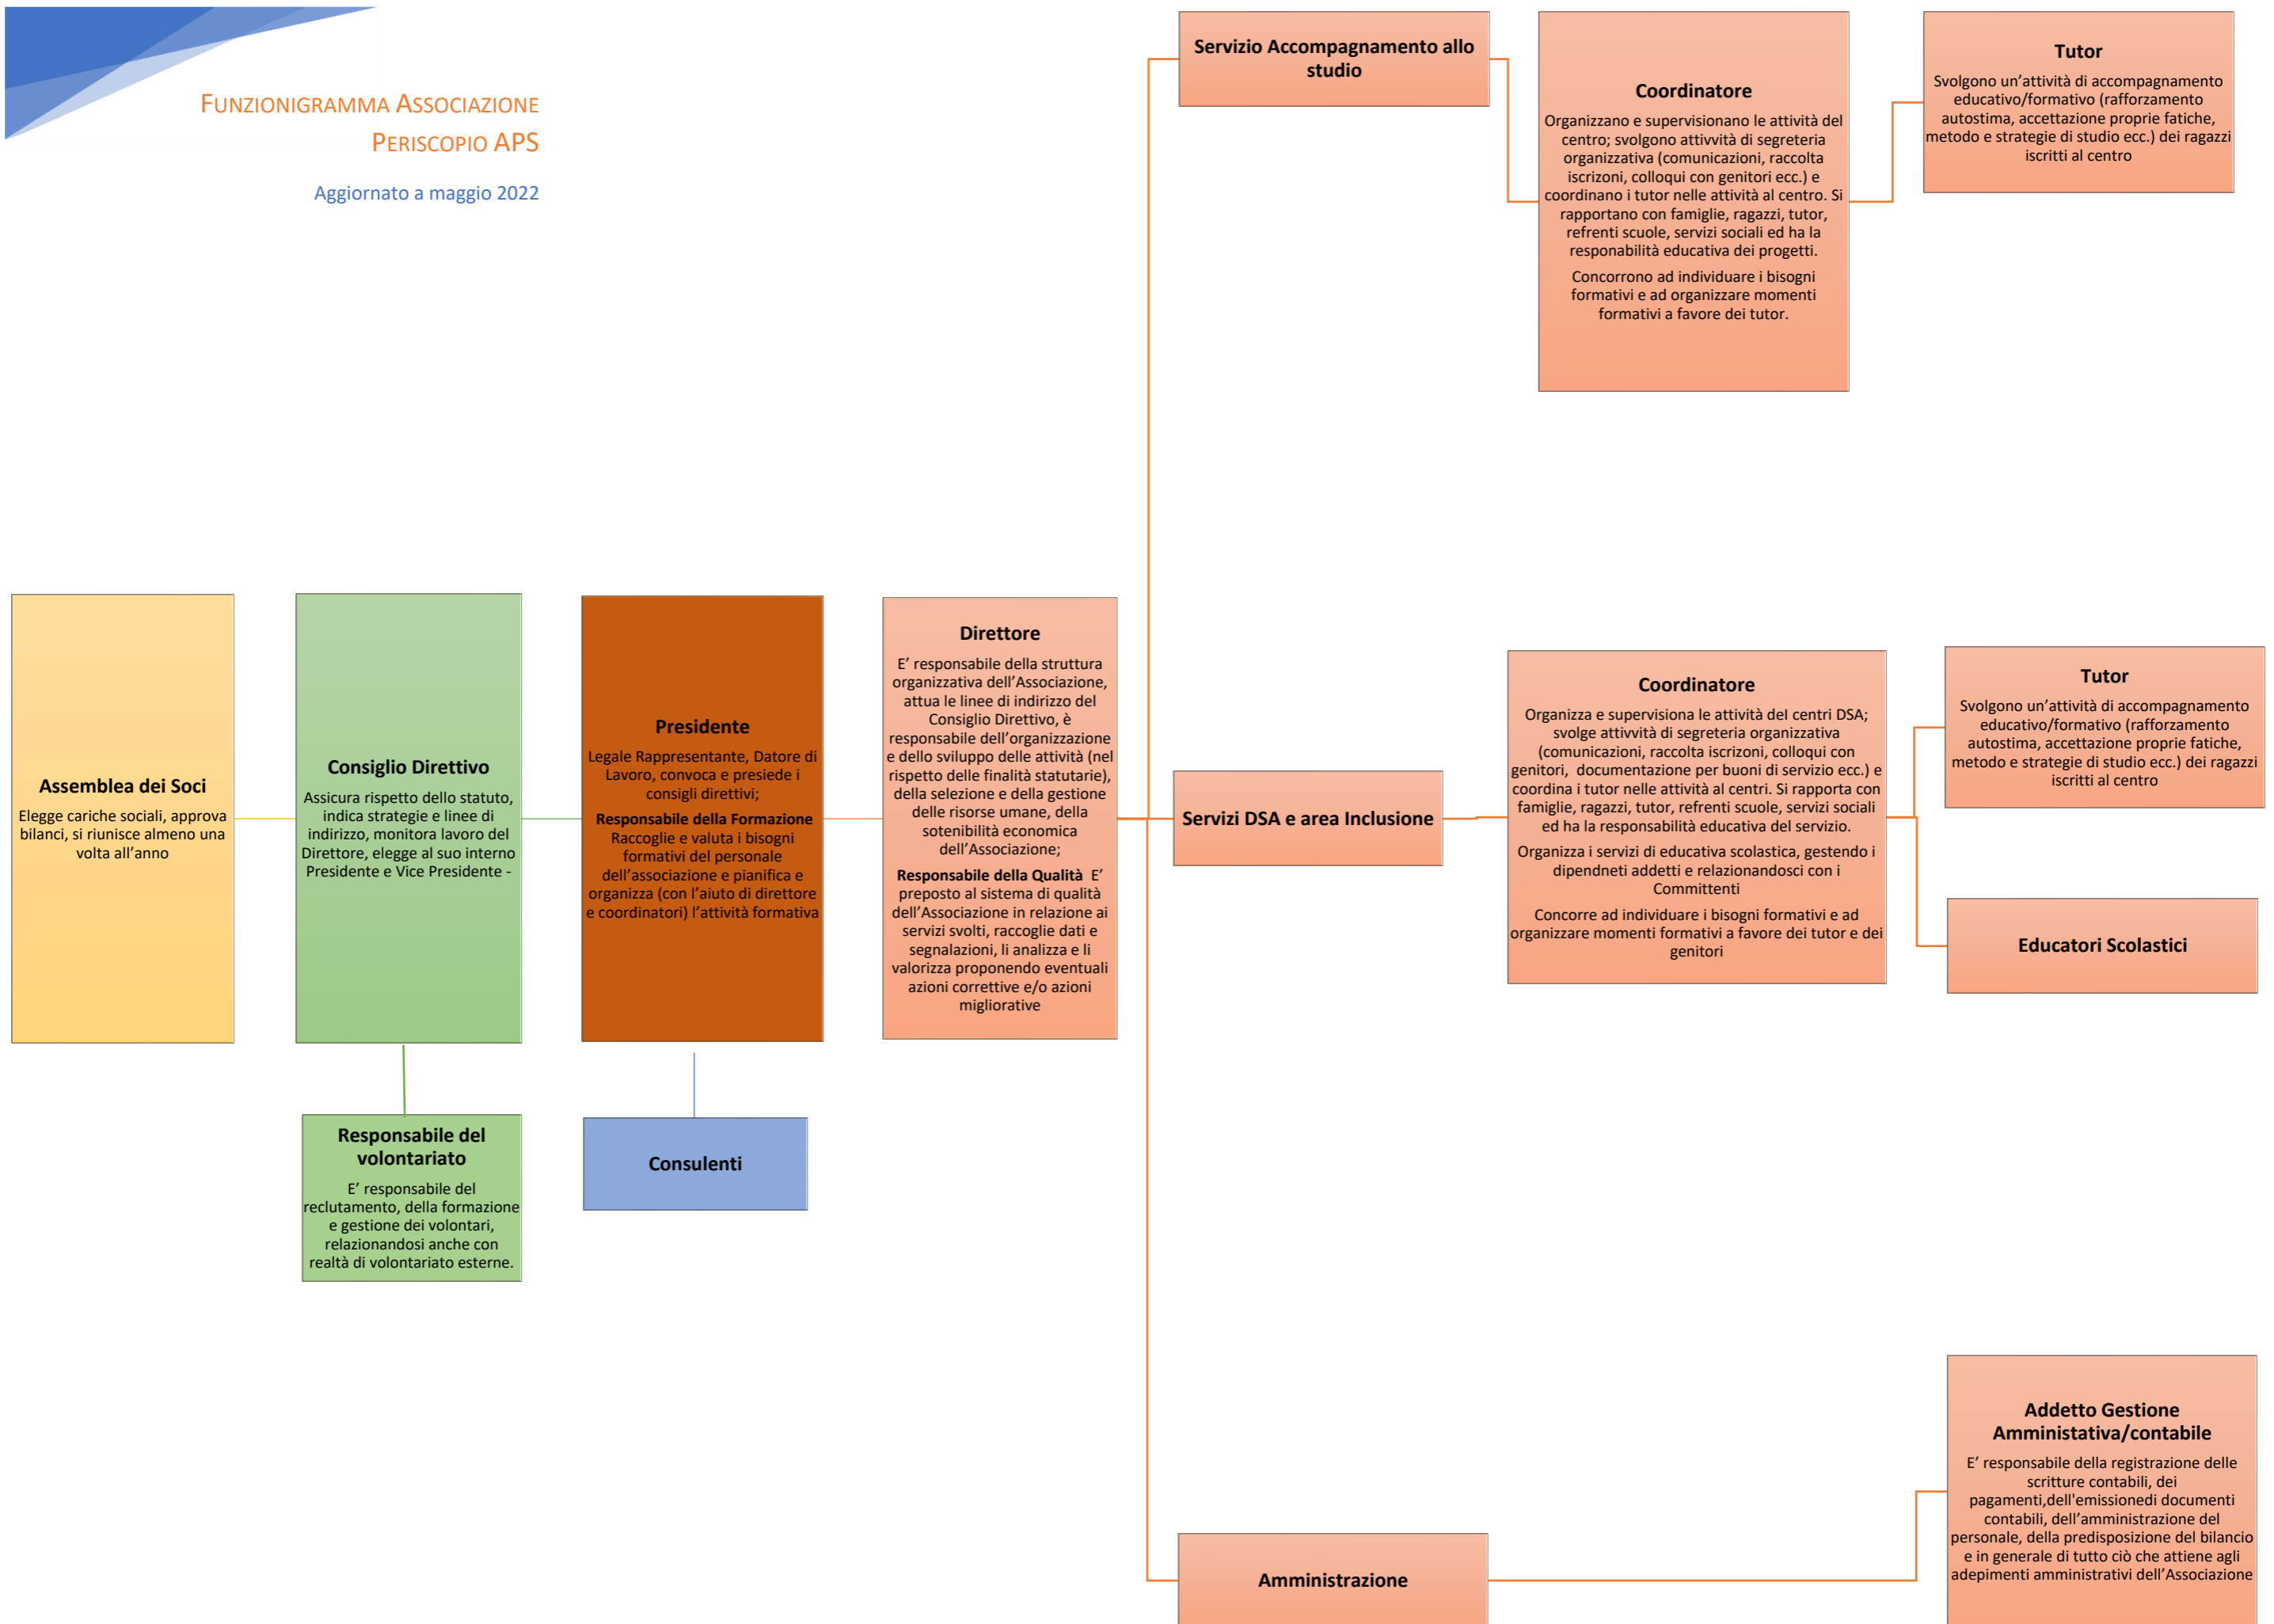 FUNZIONIGRAMMA ASSOCIAZIONE
PERISCOPIO APS
Aggiornato a maggio 2022
Servizio Accompagnamento allo
studio
Coordinatore
Organizzano e supervisionano le attività del
centro; svolgono attivvità di segreteria
organizzativa (comunicazioni, raccolta
iscrizoni, colloqui con genitori ecc.) e
coordinano i tutor nelle attività al centro. Si
rapportano con famiglie, ragazzi, tutor,
refrenti scuole, servizi sociali ed ha la
responabilità educativa dei progetti.
Concorrono ad individuare i bisogni
formativi e ad organizzare momenti
formativi a favore dei tutor.
Tutor
Svolgono un’attività di accompagnamento
educativo/formativo (rafforzamento
autostima, accettazione proprie fatiche,
metodo e strategie di studio ecc.) dei ragazzi
iscritti al centro
Assemblea dei Soci
Elegge cariche sociali, approva
bilanci, si riunisce almeno una
volta all’anno
Consiglio Direttivo
Assicura rispetto dello statuto,
indica strategie e linee di
indirizzo, monitora lavoro del
Direttore, elegge al suo interno
Presidente e Vice Presidente -
Presidente
Legale Rappresentante, Datore di
Lavoro, convoca e presiede i
consigli direttivi;
Responsabile della Formazione
Raccoglie e valuta i bisogni
formativi del personale
dell’associazione e pianifica e
organizza (con l’aiuto di direttore
e coordinatori) l’attività formativa
Direttore
E’ responsabile della struttura
organizzativa dell’Associazione,
attua le linee di indirizzo del
Consiglio Direttivo, è
responsabile dell’organizzazione
e dello sviluppo delle attività (nel
rispetto delle finalità statutarie),
della selezione e della gestione
delle risorse umane, della
sotenibilità economica
dell’Associazione;
Responsabile della Qualità E’
preposto al sistema di qualità
dell’Associazione in relazione ai
servizi svolti, raccoglie dati e
segnalazioni, li analizza e li
valorizza proponendo eventuali
azioni correttive e/o azioni
migliorative
Servizi DSA e area Inclusione
Coordinatore
Organizza e supervisiona le attività del centri DSA;
svolge attivvità di segreteria organizzativa
(comunicazioni, raccolta iscrizoni, colloqui con
genitori, documentazione per buoni di servizio ecc.) e
coordina i tutor nelle attività al centri. Si rapporta con
famiglie, ragazzi, tutor, refrenti scuole, servizi sociali
ed ha la responsabilità educativa del servizio.
Organizza i servizi di educativa scolastica, gestendo i
dipendneti addetti e relazionandosci con i
Committenti
Concorre ad individuare i bisogni formativi e ad
organizzare momenti formativi a favore dei tutor e dei
genitori
Tutor
Svolgono un’attività di accompagnamento
educativo/formativo (rafforzamento
autostima, accettazione proprie fatiche,
metodo e strategie di studio ecc.) dei ragazzi
iscritti al centro
Educatori Scolastici
Responsabile del
volontariato
E’ responsabile del
reclutamento, della formazione
e gestione dei volontari,
relazionandosi anche con
realtà di volontariato esterne.
Consulenti
Amministrazione
Addetto Gestione
Amministativa/contabile
E’ responsabile della registrazione delle
scritture contabili, dei
pagamenti,dell'emissionedi documenti
contabili, dell’amministrazione del
personale, della predisposizione del bilancio
e in generale di tutto ciò che attiene agli
adepimenti amministrativi dell’Associazione